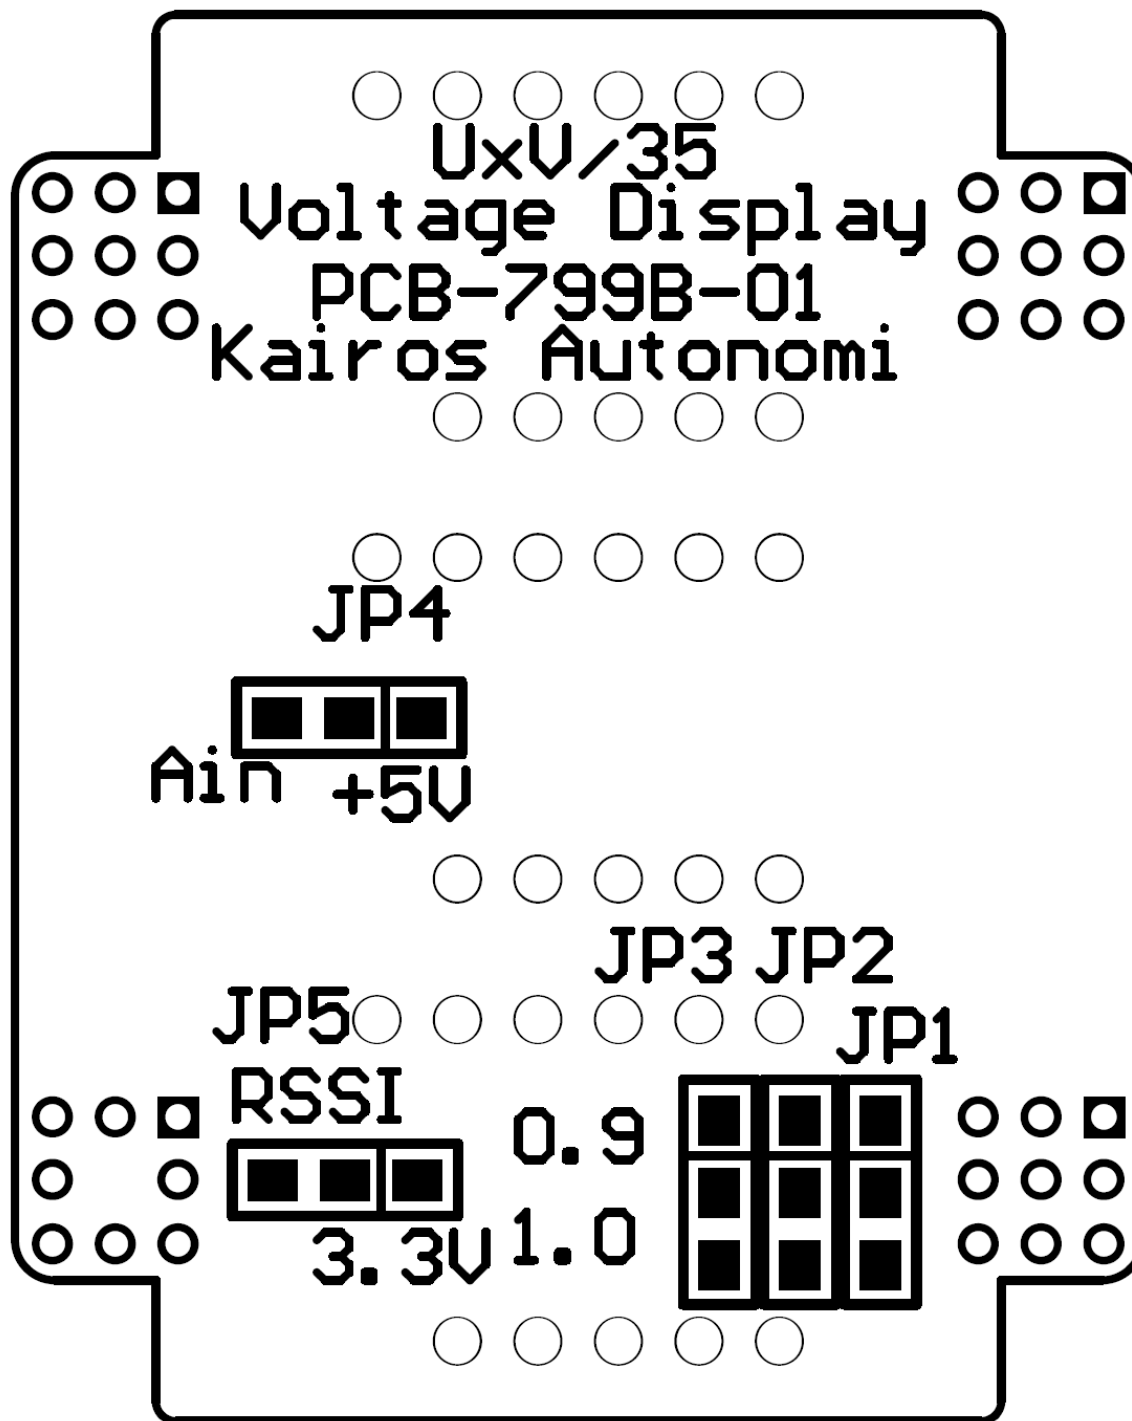 UxV/35
Voltage Display
PCB-799B-01
Kairos Autonomi
JP4
Ain +5V
JP3 JP2
JP5
JP1
RSSI
0.9
1.0
3.3V